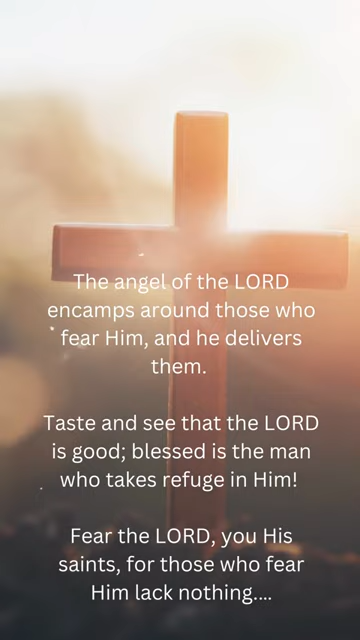 The angel of the LORD
encamps around those who
fear Him, and he delivers
them.
Taste and see that the LORD
is good; blessed is the man
who takes refuge in Him!
Fear the LORD, you His
saints, for those who fear
Him lack nothing....